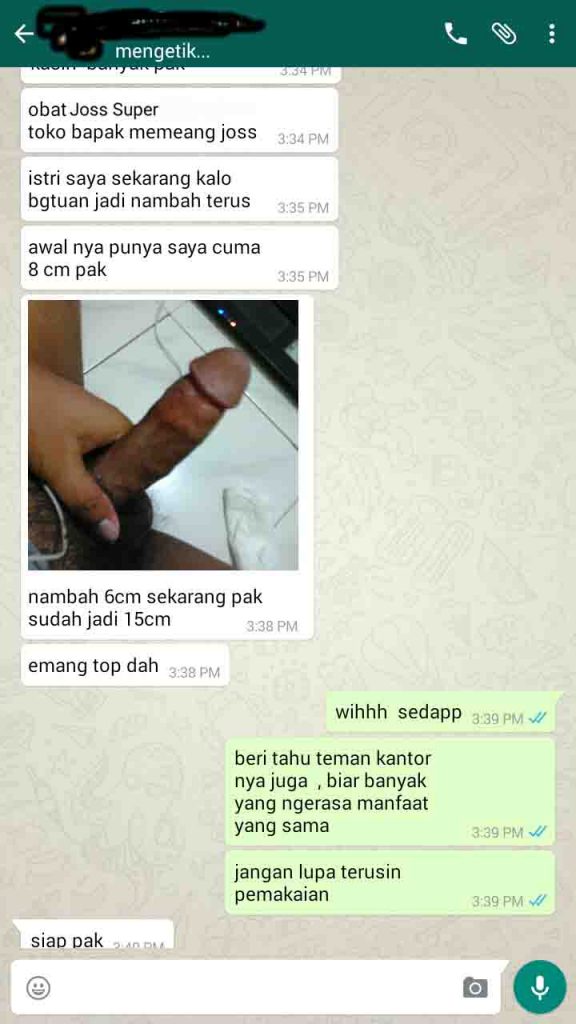 mengetik...
kasih banyak pak
3:34 PM
obat Joss Super
toko bapak memeang joss
3:34 PM
istri saya sekarang kalo
bgtuan jadi nambah terus
3:35 PM
awal nya punya saya cuma
8 cm pak
3:35 PM
nambah 6cm sekarang pak
sudah jadi 15cm
3:38 PM
emang top dah
3:38 PM
wihhh sedapp
3:39 PM
beri tahu teman kantor
nya juga , biar banyak
yang ngerasa manfaat
yang sama
3:39 PM
jangan lupa terusin
pemakaian
3:39 PM
siap pak
3:40 PM